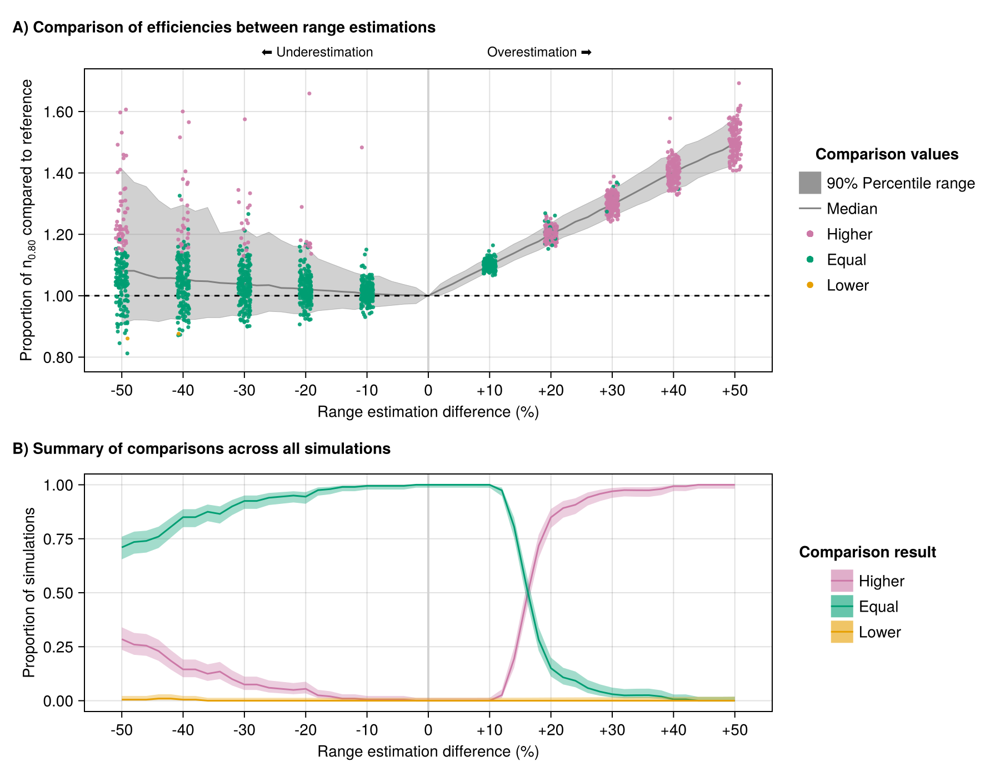 A) Comparison of efficiencies between range estimations
⬅ Underestimation
Overestimation ➡
Proportion of n0.80 compared to reference
1.60
1.40
1.20
1.00
0.80
-50 -40 -30 -20 -10 0 +10 +20 +30 +40 +50
Range estimation difference (%)
Comparison values
90% Percentile range
Median
Higher
Equal
Lower
B) Summary of comparisons across all simulations
Proportion of simulations
1.00
0.75
0.50
0.25
0.00
-50 -40 -30 -20 -10 0 +10 +20 +30 +40 +50
Range estimation difference (%)
Comparison result
Higher
Equal
Lower